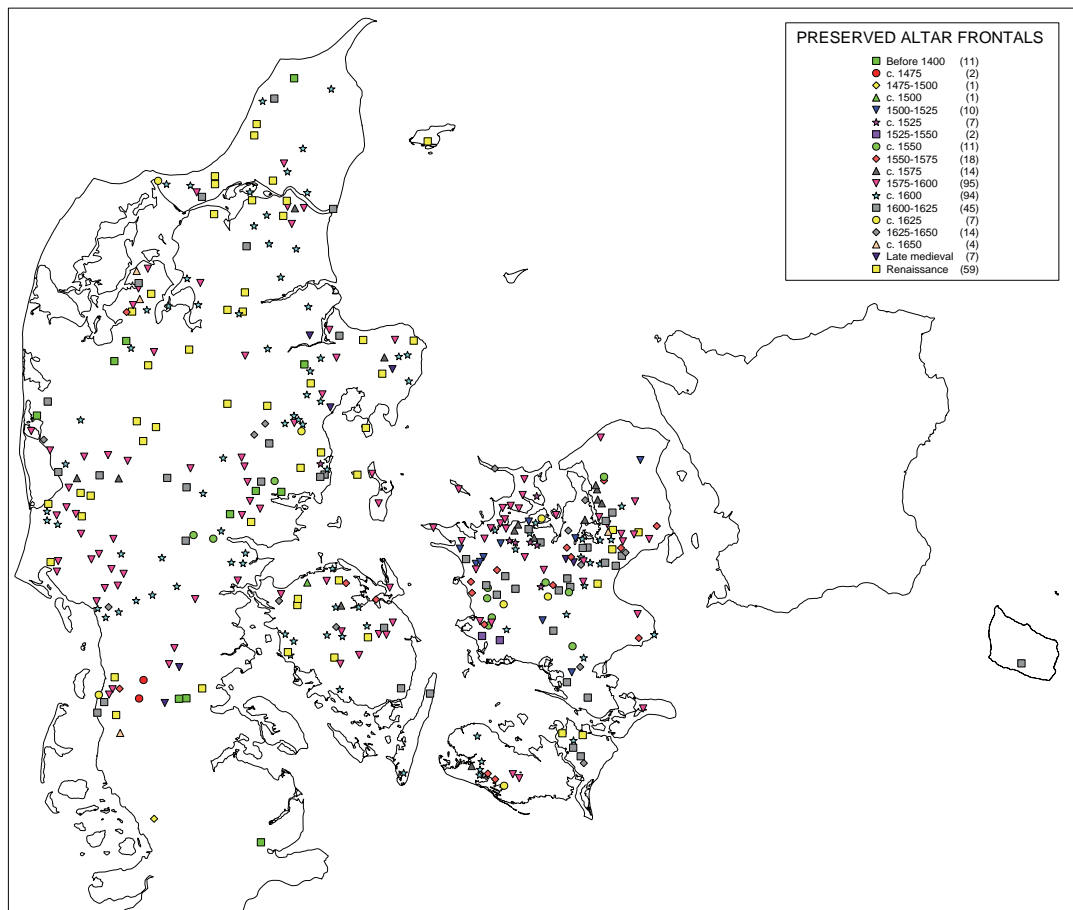 PRESERVED ALTAR FRONTALS
Before 1400 (11)
c. 1475 (2)
1475-1500 (1)
c. 1500 (1)
1500-1525 (10)
c. 1525 (7)
1525-1550 (2)
c. 1550 (11)
1550-1575 (18)
c. 1575 (14)
1575-1600 (95)
c. 1600 (94)
1600-1625 (45)
c. 1625 (7)
1625-1650 (14)
c. 1650 (4)
Late medieval (7)
Renaissance (59)